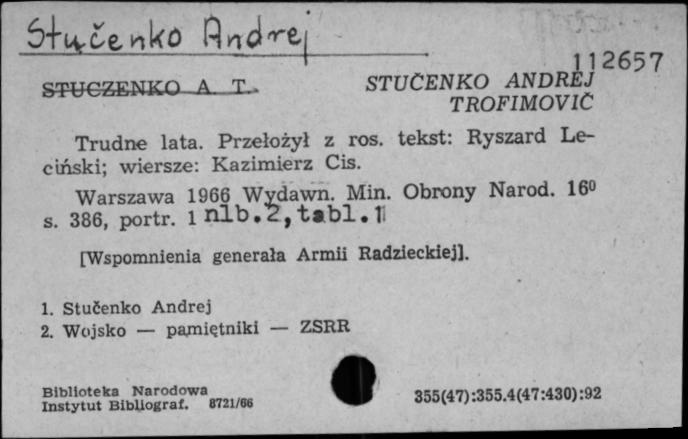 Stučenko Andrej
112657
STUCZENKO A T.
STUČENKO ANDREJ
TROFIMOVIČ
Trudne lata. Przełożył z ros. tekst: Ryszard Le-
ciński; wiersze: Kazimierz Cis.
Warszawa 1966 Wydawn. Min. Obrony Narod. 16⁰
s. 386, portr. 1 nlb.2,tabl.1
[Wspomnienia generała Armii Radzieckiej].
1. Stučenko Andrej
2. Wojsko — pamiętniki — ZSRR
Biblioteka Narodowa
Instytut Bibliograf. 8721/66
355(47):355.4(47:430):92